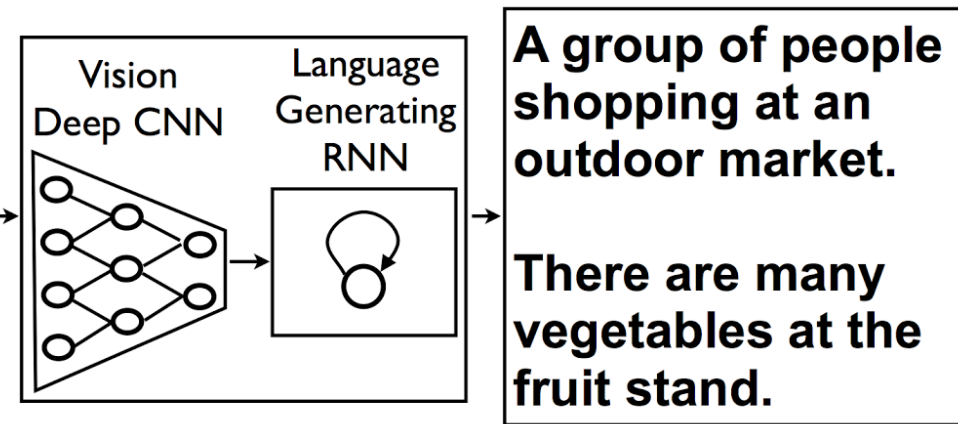 Vision
Deep CNN
Language
Generating
RNN
A group of people
shopping at an
outdoor market.
There are many
vegetables at the
fruit stand.